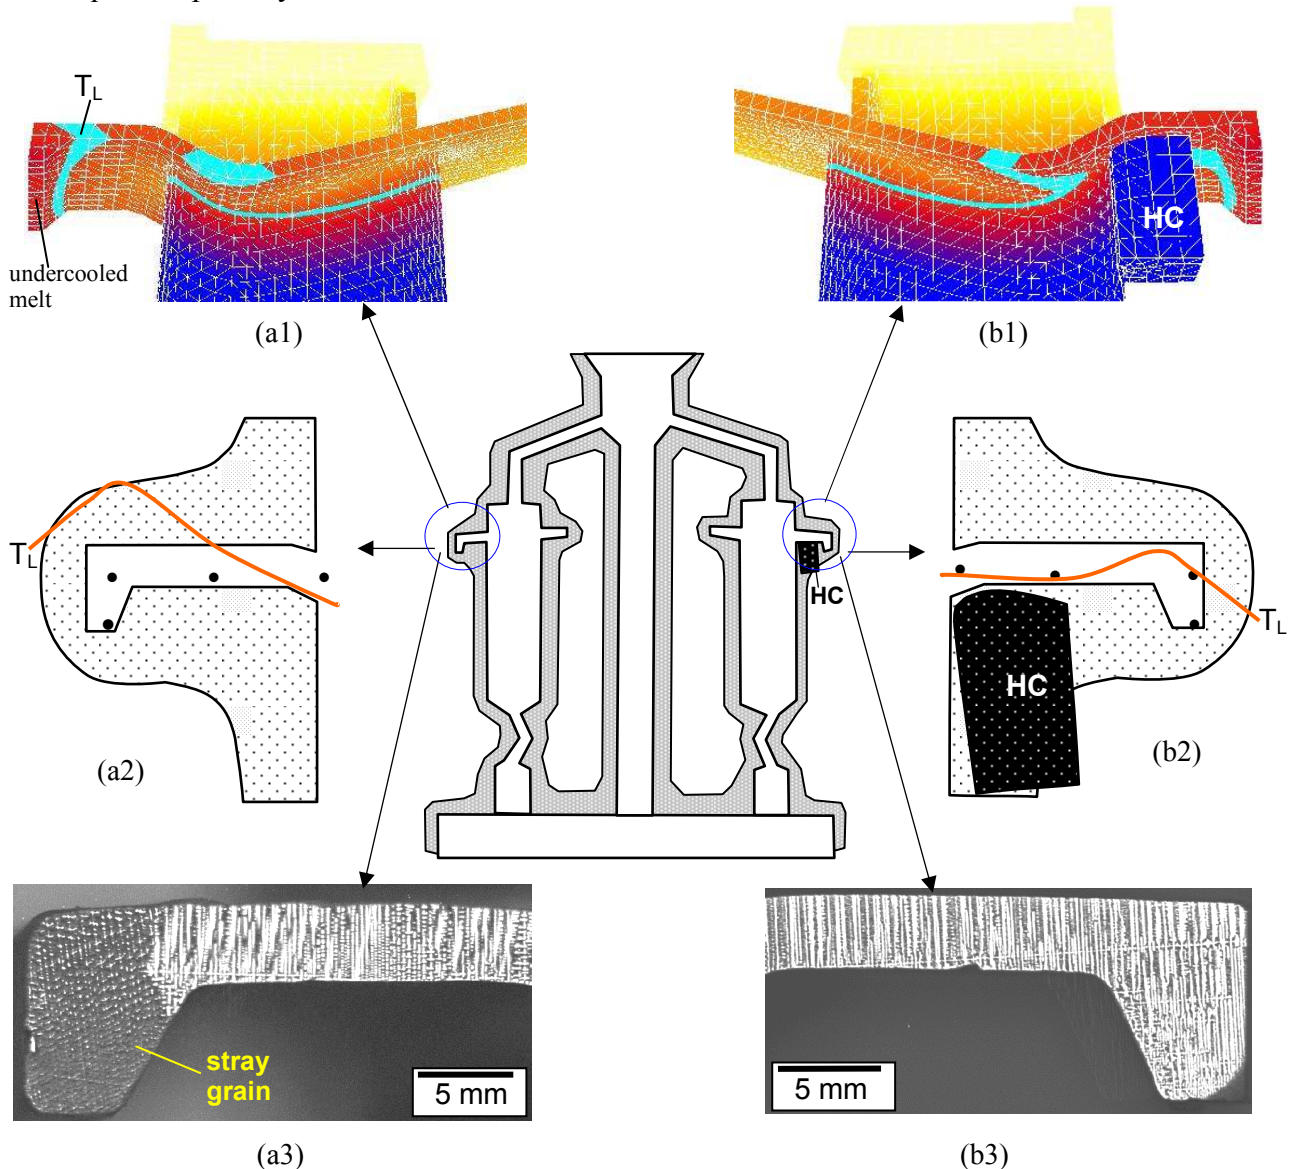 T_L
undercooled
melt
HC
(a1)
(b1)
T_L
HC
T_L
HC
(a2)
(b2)
stray
grain
5 mm
5 mm
(a3)
(b3)